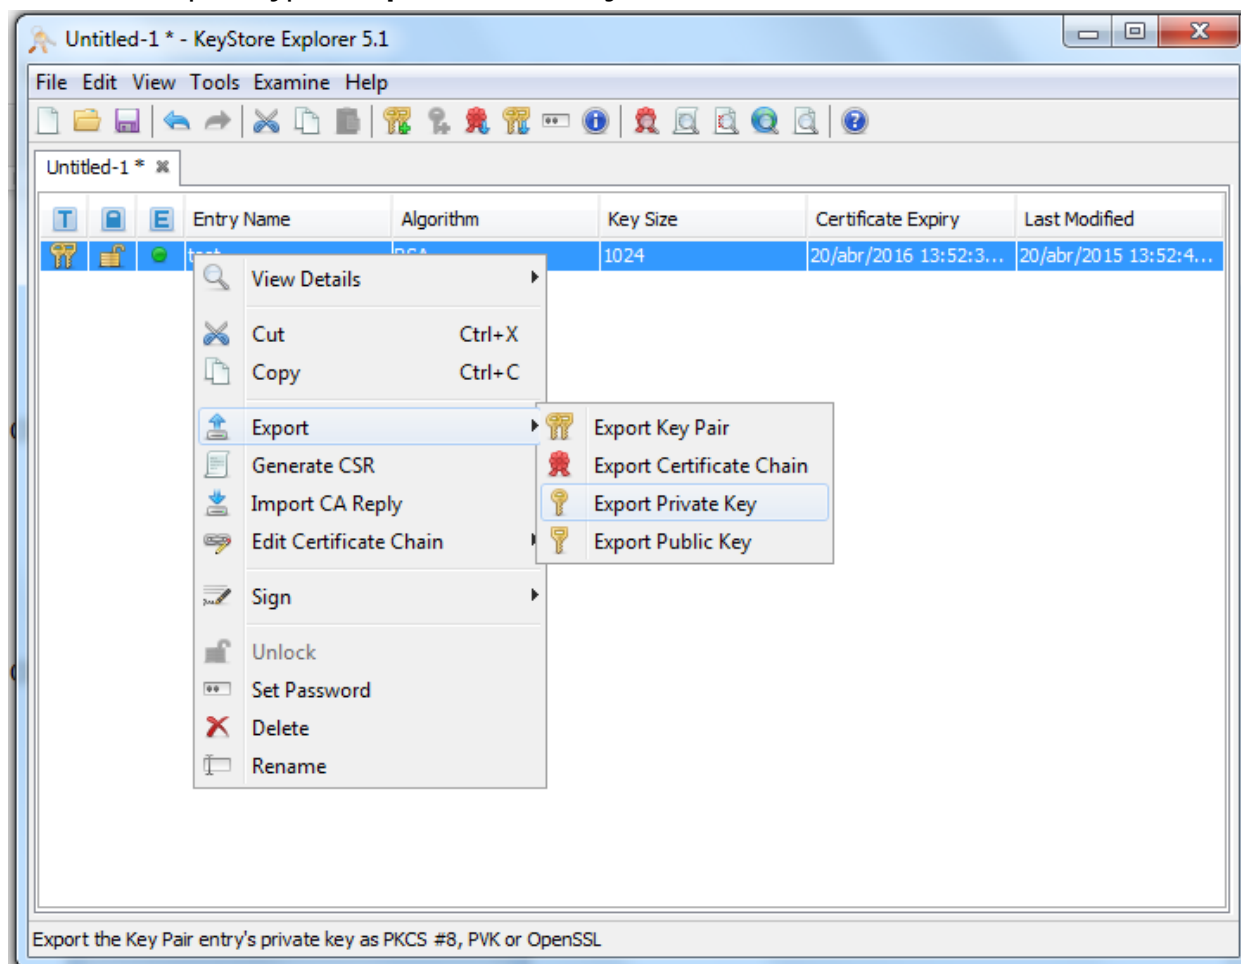 Untitled-1 * - KeyStore Explorer 5.1
File Edit View Tools Examine Help
Untitled-1 *
T E Entry Name Algorithm Key Size Certificate Expiry Last Modified
1024 20/abr/2016 13:52:3... 20/abr/2015 13:52:4...
View Details
Cut Ctrl+X
Copy Ctrl+C
Export
Generate CSR
Import CA Reply
Edit Certificate Chain
Sign
Unlock
Set Password
Delete
Rename
Export Key Pair
Export Certificate Chain
Export Private Key
Export Public Key
Export the Key Pair entry's private key as PKCS #8, PVK or OpenSSL